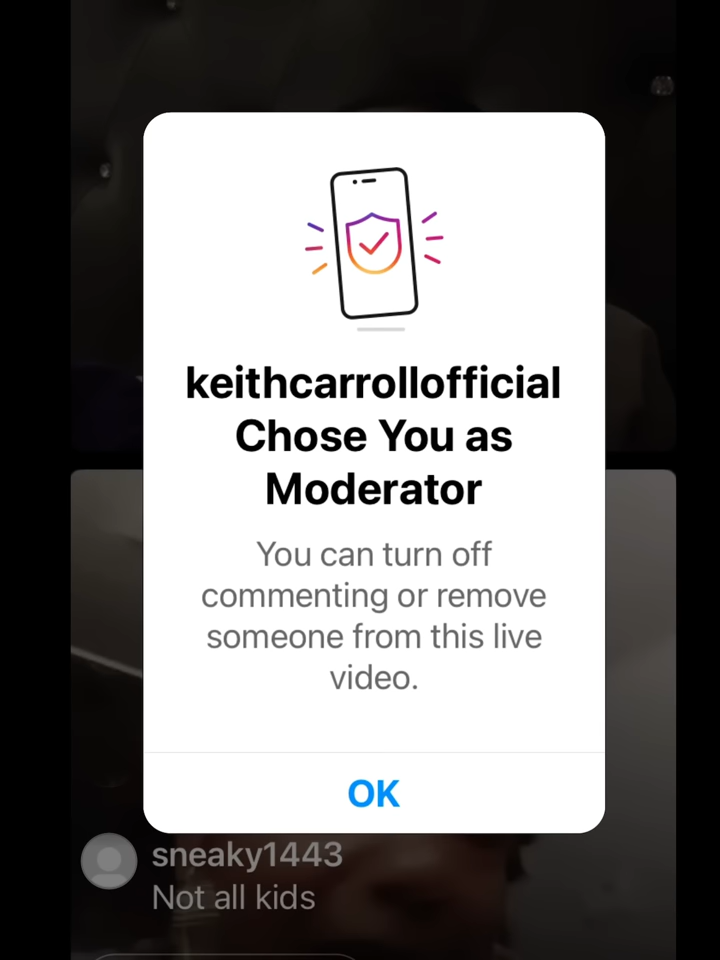 keithcarrollofficial
Chose You as
Moderator
You can turn off
commenting or remove
someone from this live
video.
OK
sneaky1443
Not all kids